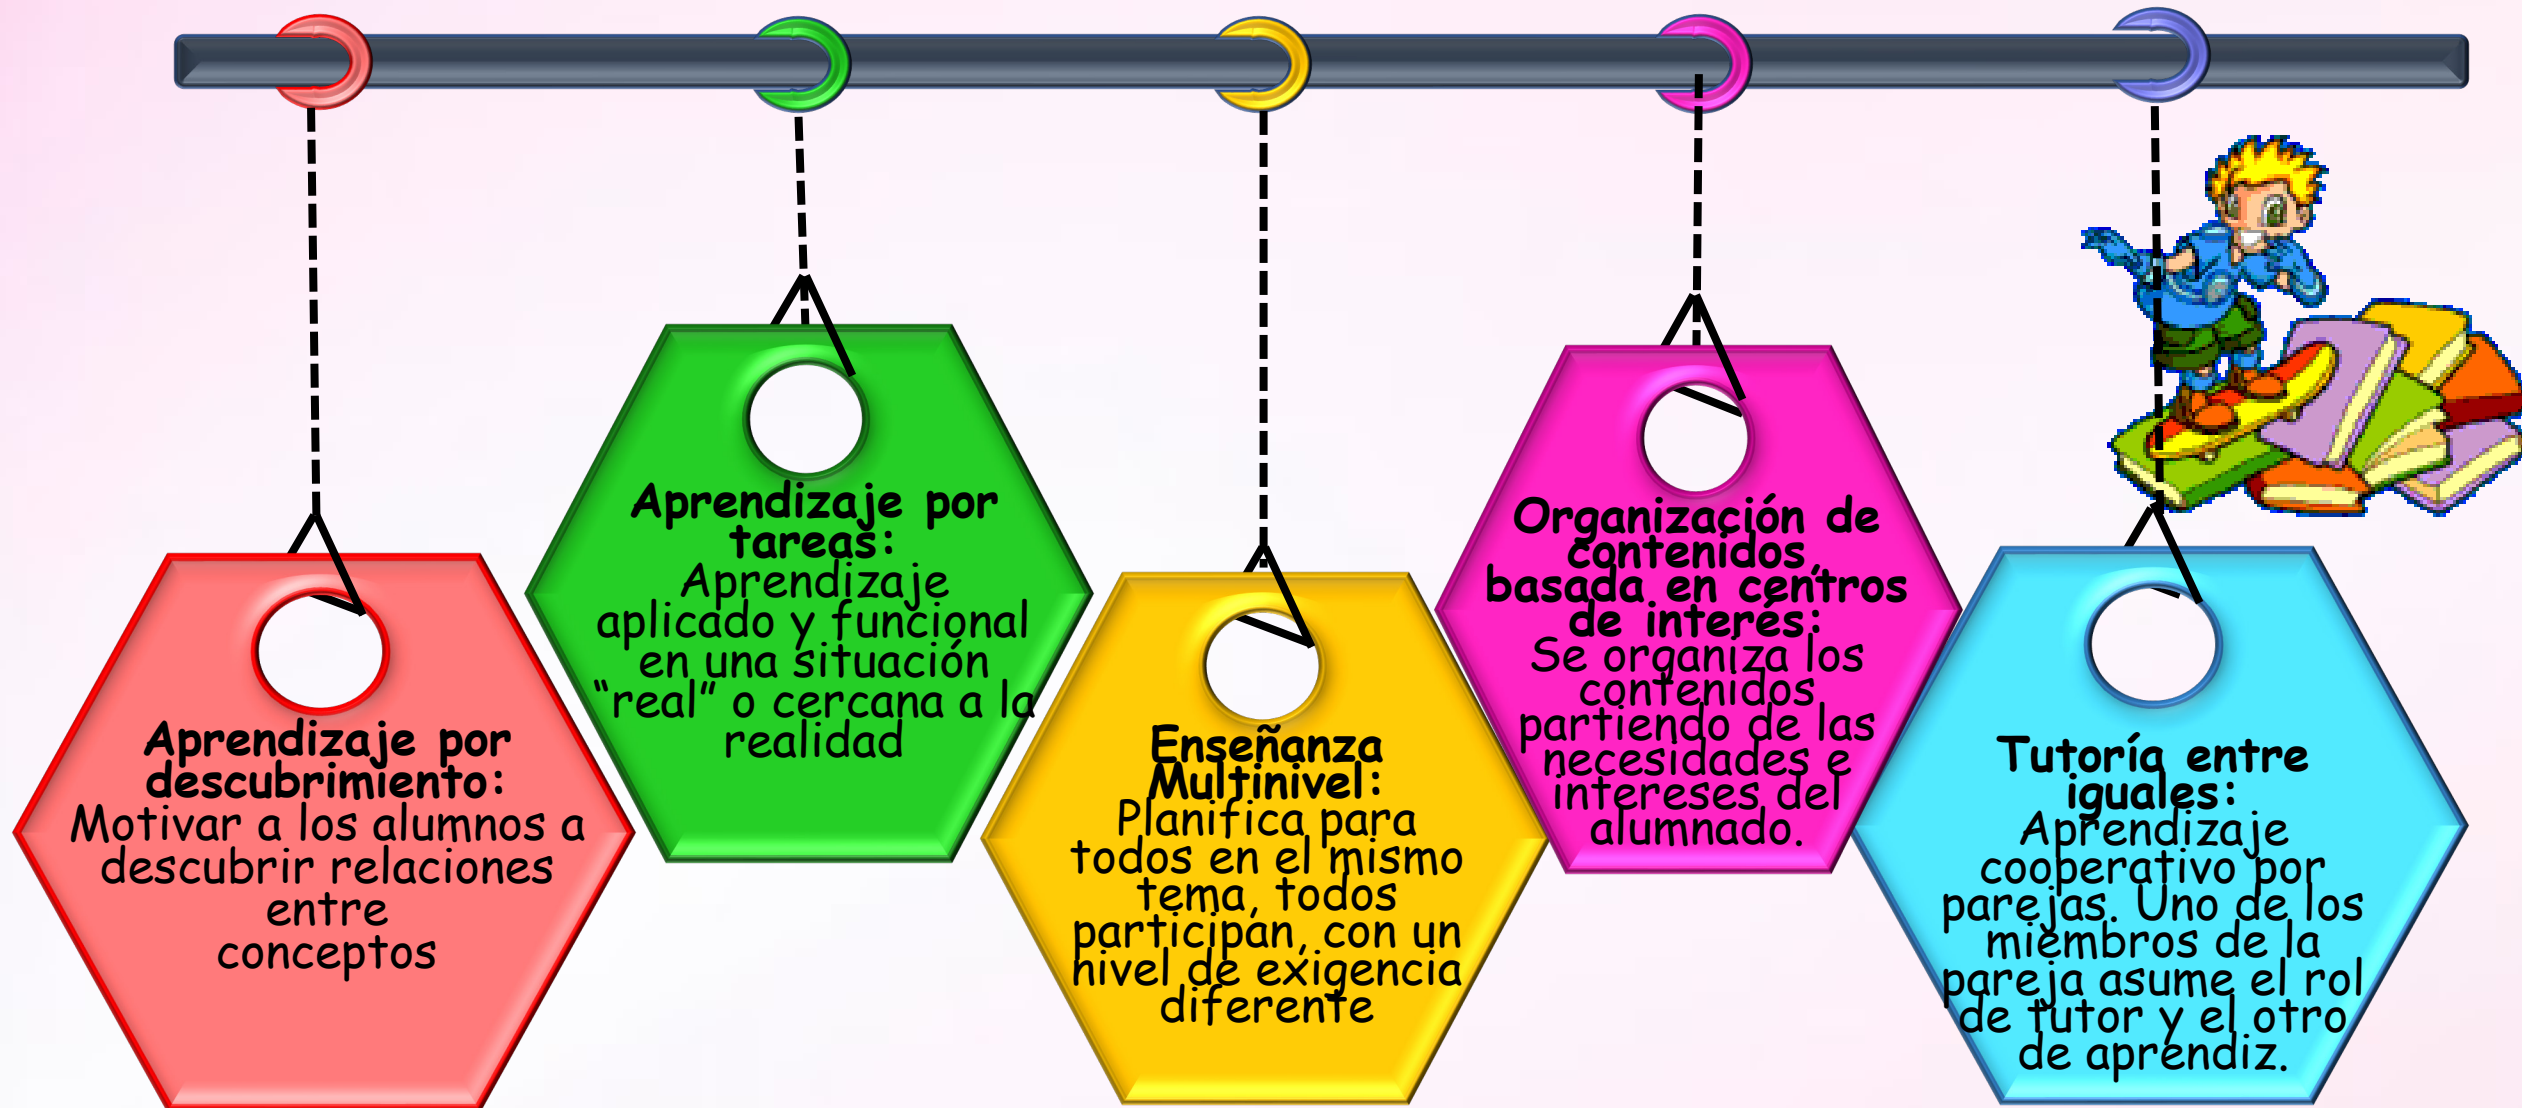 Aprendizaje por
descubrimiento:
Motivar a los alumnos a
descubrir relaciones
entre
conceptos
Aprendizaje por
tareas:
Aprendizaje
aplicado y funcional
en una situación
“real” o cercana a la
realidad
Enseñanza
Multinivel:
Planifica para
todos en el mismo
tema, todos
participan, con un
nivel de exigencia
diferente
Organización de
contenidos,
basada en centros
de interés:
Se organiza los
contenidos
partiendo de las
necesidades e
intereses del
alumnado.
Tutoría entre
iguales:
Aprendizaje
cooperativo por
parejas. Uno de los
miembros de la
pareja asume el rol
de tutor y el otro
de aprendiz.